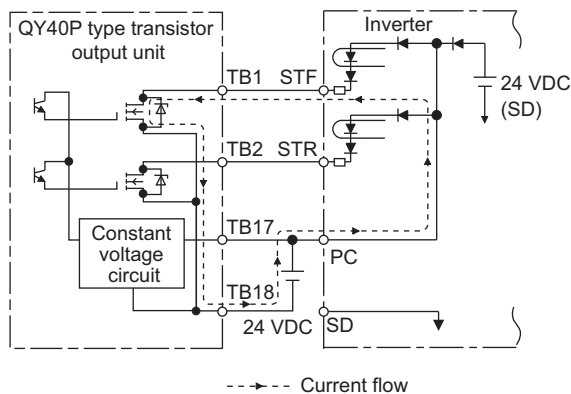 QY40P type transistor
output unit
Inverter
TB1 STF
24 VDC
(SD)
TB2 STR
TB17
Constant
voltage
circuit
PC
TB18
24 VDC
SD
Current flow